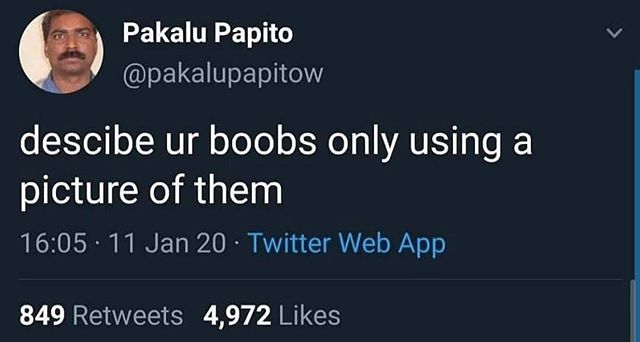 Pakalu Papito
@pakalupapitow
descibe ur boobs only using a
picture of them
16:05 · 11 Jan 20 · Twitter Web App
849 Retweets 4,972 Likes